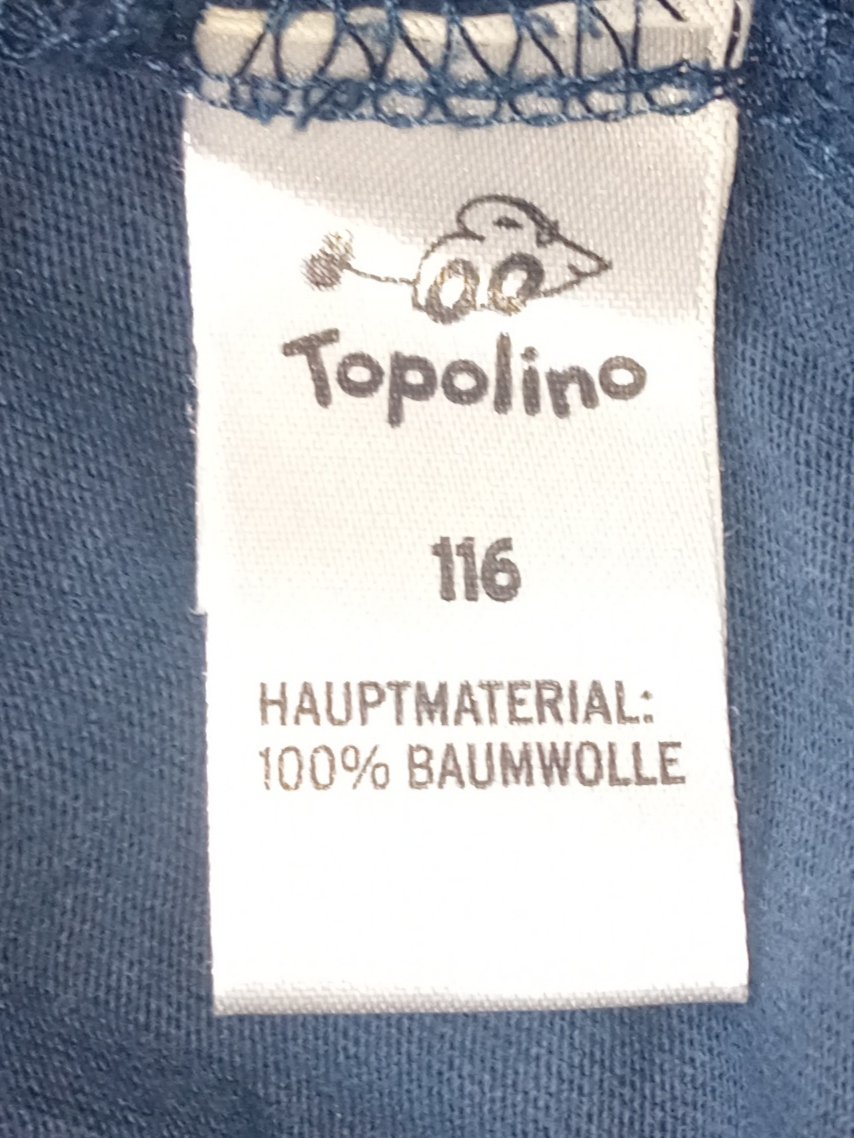 Topolino
116
HAUPTMATERIAL:
100% BAUMWOLLE